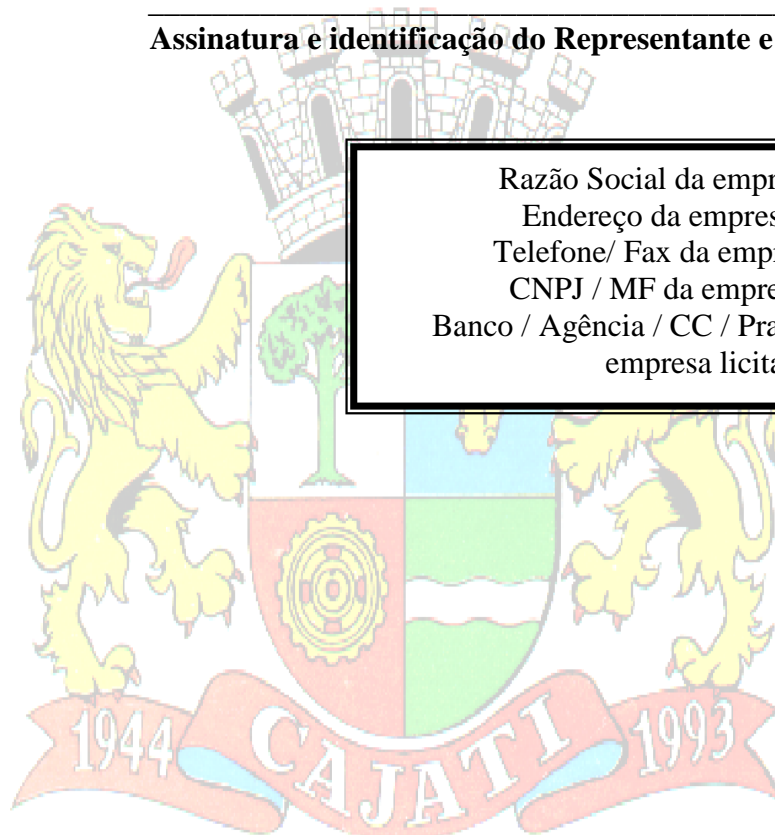 Assinatura e identificação do Representante e
Razão Social da empr
Endereço da empres
Telefone/ Fax da empr
CNPJ / MF da empre
Banco / Agência / CC / Pra
empresa licita
1944 CAJATI 1993